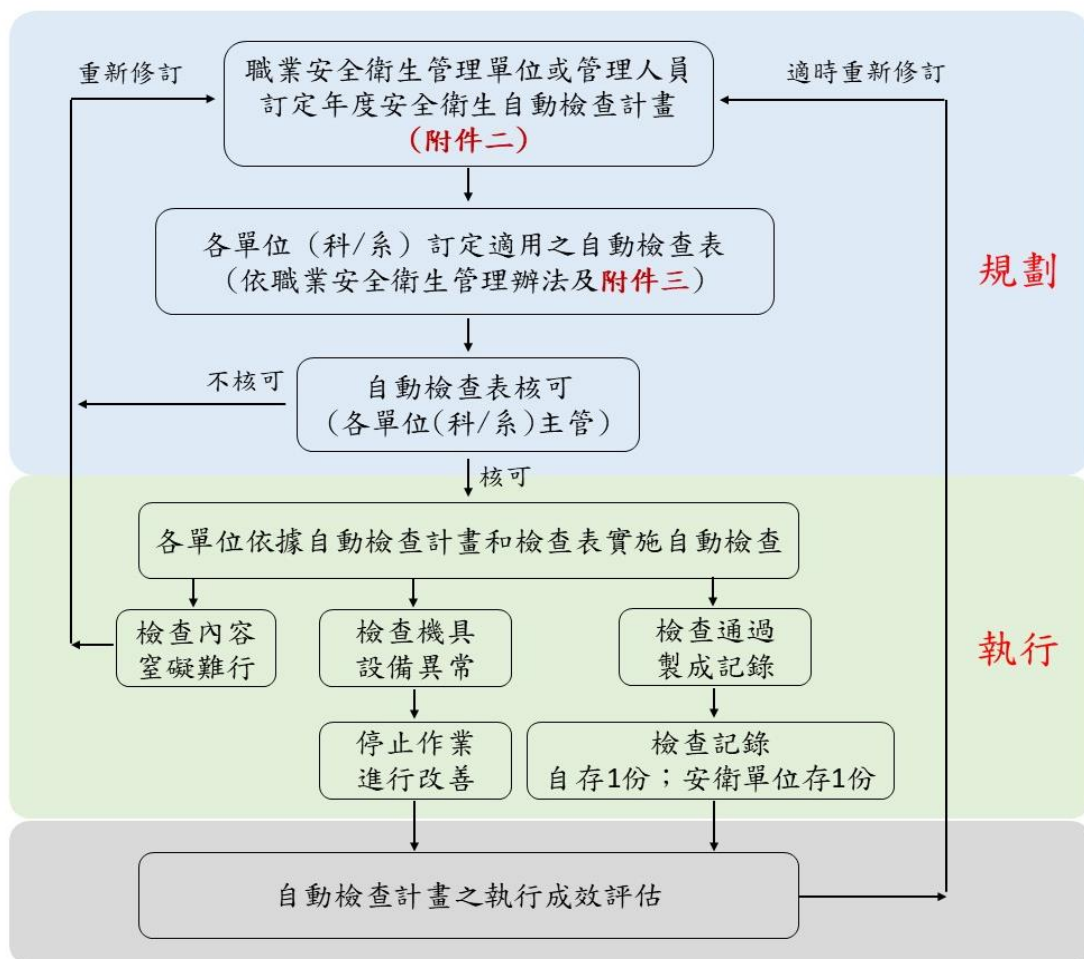 重新修訂
職業安全衛生管理單位或管理人員
訂定年度安全衛生自動檢查計畫
(附件二)
適時重新修訂
各單位（科/系）訂定適用之自動檢查表
(依職業安全衛生管理辦法及附件三)
規劃
不核可
自動檢查表核可
(各單位(科/系)主管)
核可
各單位依據自動檢查計畫和檢查表實施自動檢查
檢查內容
窒礙難行
檢查機具
設備異常
檢查通過
製成記錄
執行
停止作業
進行改善
檢查記錄
自存1份；安衛單位存1份
自動檢查計畫之執行成效評估